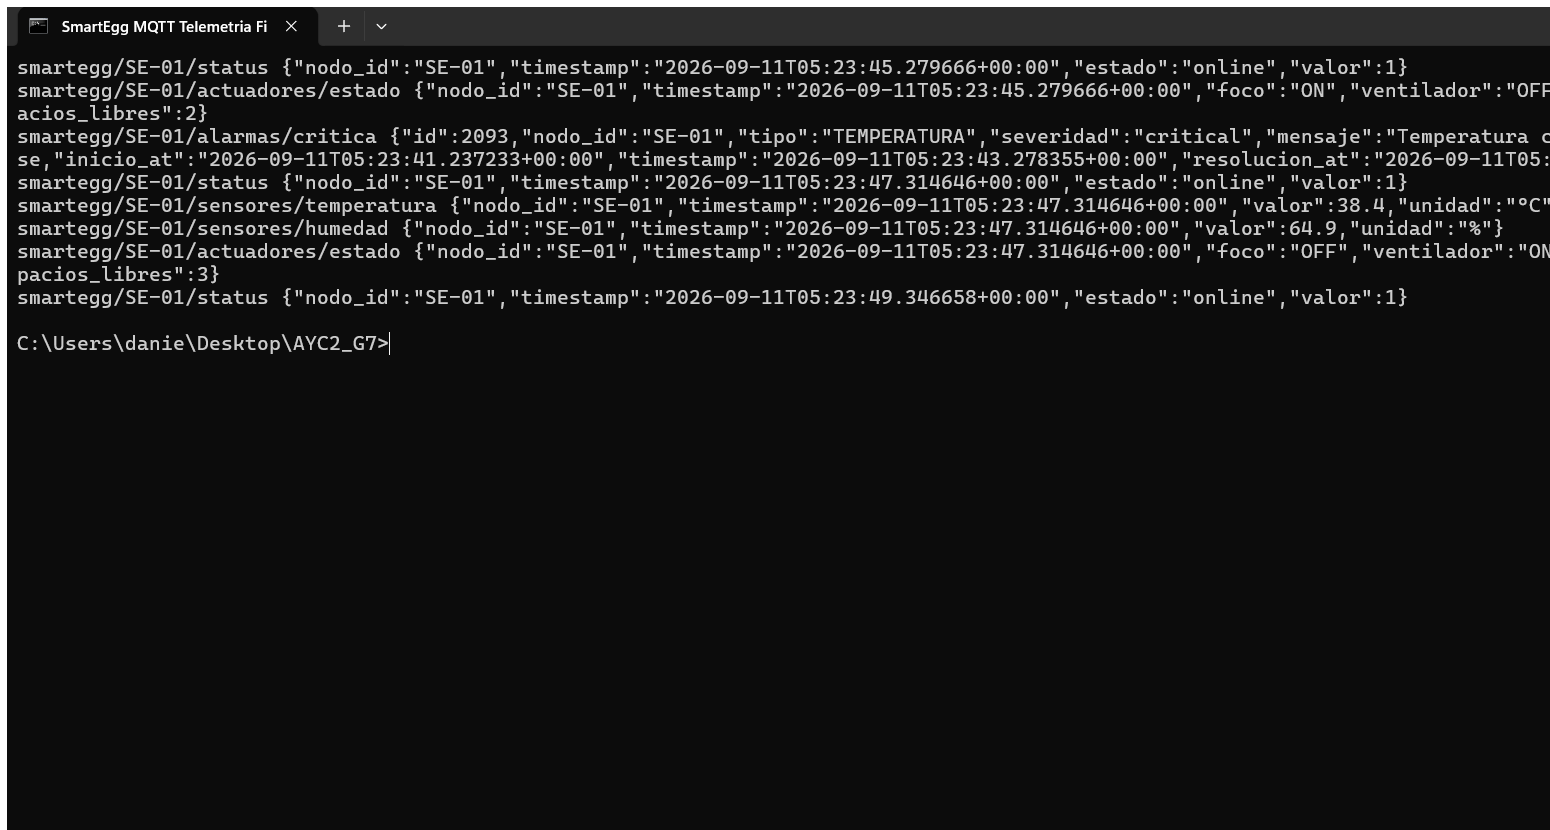 SmartEgg MQTT Telemetria Fi
smartegg/SE-01/status {"nodo_id":"SE-01","timestamp":"2026-09-11T05:23:45.279666+00:00","estado":"online","valor":1}
smartegg/SE-01/actuadores/estado {"nodo_id":"SE-01","timestamp":"2026-09-11T05:23:45.279666+00:00","foco":"ON","ventilador":"OFF
acios_libres":2}
smartegg/SE-01/alarmas/critica {"id":2093,"nodo_id":"SE-01","tipo":"TEMPERATURA","severidad":"critical","mensaje":"Temperatura c
se,"inicio_at":"2026-09-11T05:23:41.237233+00:00","timestamp":"2026-09-11T05:23:43.278355+00:00","resolucion_at":"2026-09-11T05:
smartegg/SE-01/status {"nodo_id":"SE-01","timestamp":"2026-09-11T05:23:47.314646+00:00","estado":"online","valor":1}
smartegg/SE-01/sensores/temperatura {"nodo_id":"SE-01","timestamp":"2026-09-11T05:23:47.314646+00:00","valor":38.4,"unidad":"°C"
smartegg/SE-01/sensores/humedad {"nodo_id":"SE-01","timestamp":"2026-09-11T05:23:47.314646+00:00","valor":64.9,"unidad":"%"}
smartegg/SE-01/actuadores/estado {"nodo_id":"SE-01","timestamp":"2026-09-11T05:23:47.314646+00:00","foco":"OFF","ventilador":"ON
pacios_libres":3}
smartegg/SE-01/status {"nodo_id":"SE-01","timestamp":"2026-09-11T05:23:49.346658+00:00","estado":"online","valor":1}
C:\Users\danie\Desktop\AYC2_G7>